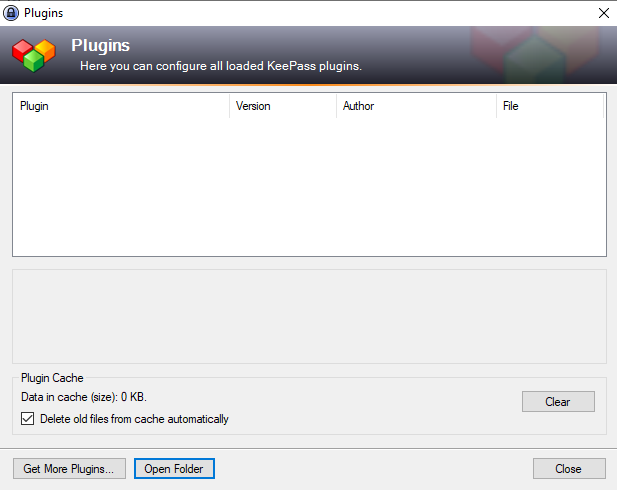 Plugins
Plugins
Here you can configure all loaded KeePass plugins.
Plugin Version Author File
Plugin Cache
Data in cache (size): 0 KB.
Clear
Delete old files from cache automatically
Get More Plugins... Open Folder Close